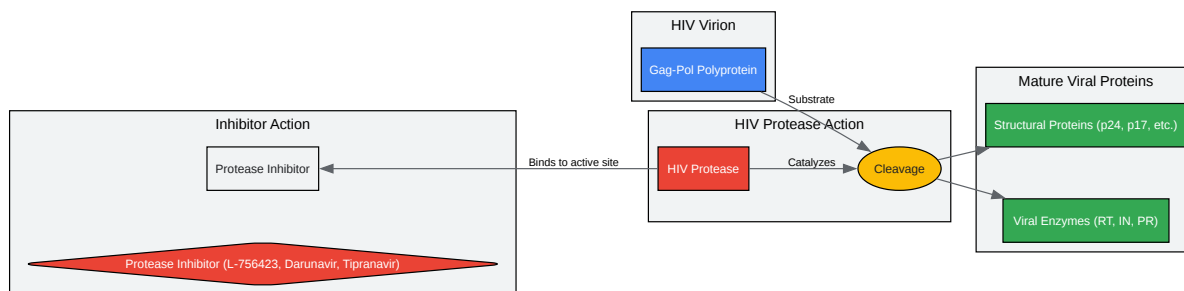 HIV Virion
Gag-Pol Polyprotein
Substrate
Mature Viral Proteins
Structural Proteins (p24, p17, etc.)
Viral Enzymes (RT, IN, PR)
Inhibitor Action
Protease Inhibitor
Binds to active site
HIV Protease Action
HIV Protease
Catalyzes
Cleavage
Protease Inhibitor (L-756423, Darunavir, Tipranavir)